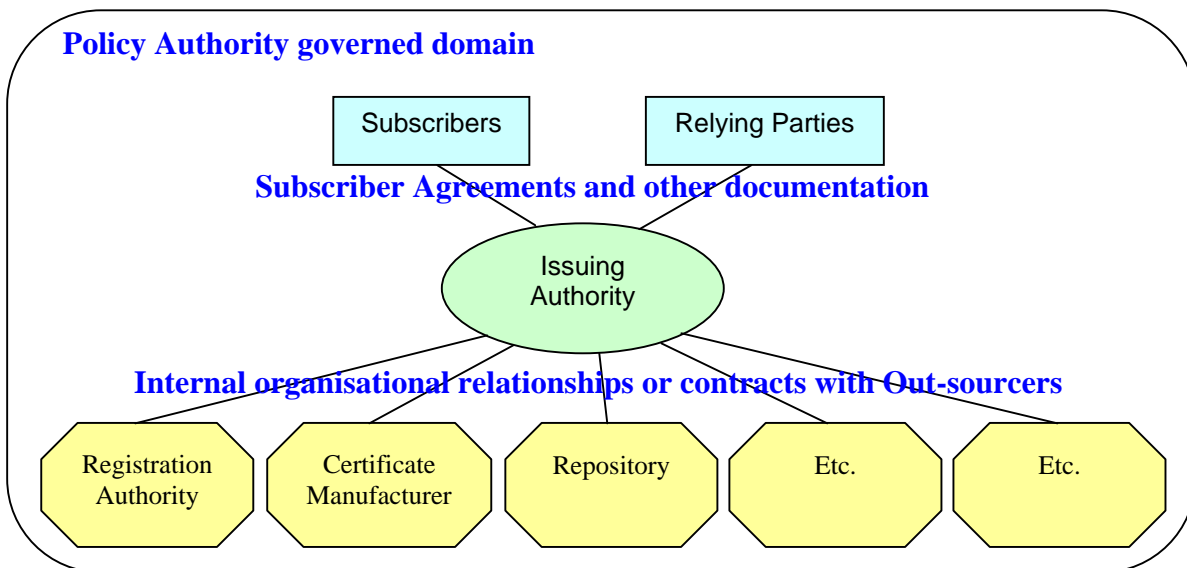 Policy Authority governed domain
Subscribers
Relying Parties
Subscriber Agreements and other documentation
Issuing
Authority
Internal organisational relationships or contracts with Out-sourcers
Registration
Authority
Certificate
Manufacturer
Repository
Etc.
Etc.